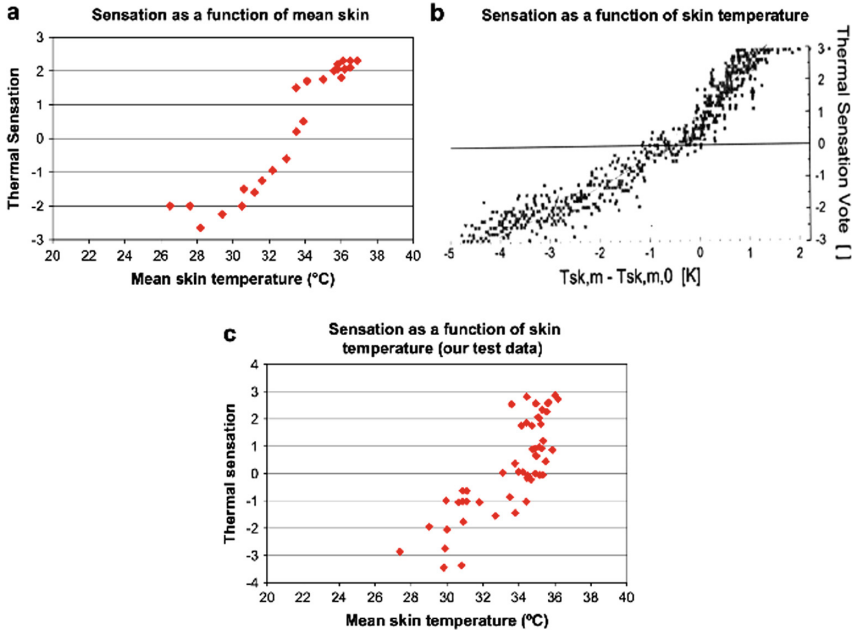 a
Sensation as a function of mean skin
3
2
1
0
-1
-2
-3
20 22 24 26 28 30 32 34 36 38 40
Thermal Sensation
Mean skin temperature (°C)
b
Sensation as a function of skin temperature
3
2
1
0
-1
-2
-3
-5 -4 -3 -2 -1 0 1 2
Thermal Sensation Vote [ ]
Tsk,m - Tsk,m,0 [K]
c
Sensation as a function of skin
temperature (our test data)
4
3
2
1
0
-1
-2
-3
-4
20 22 24 26 28 30 32 34 36 38 40
Thermal sensation
Mean skin temperature (ºC)